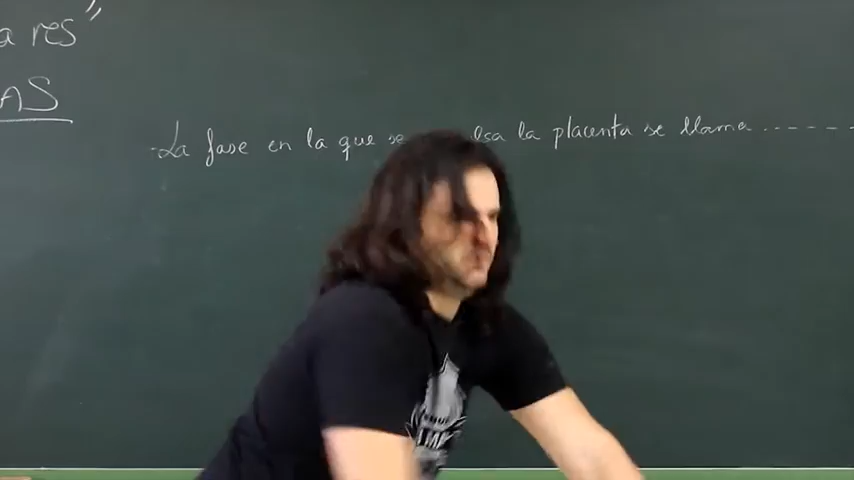 a res"
AS
- La fase en la que se lsa la placenta se llama ..-----